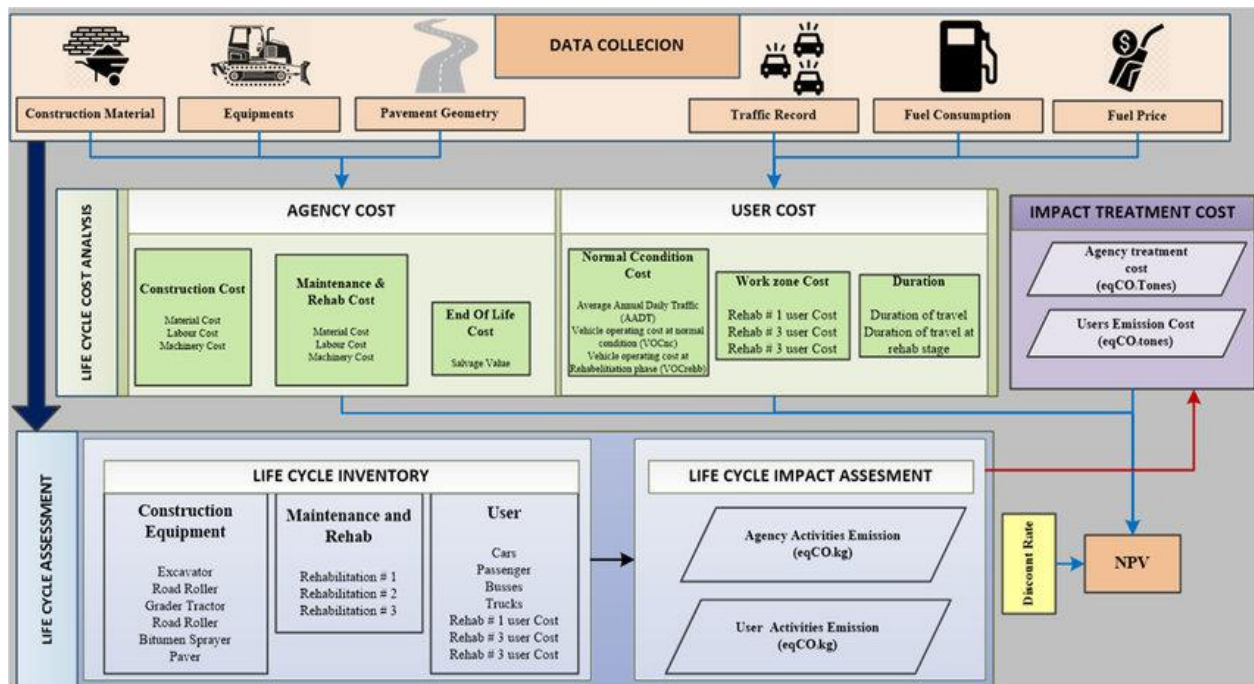 DATA COLLECION
Construction Material
Equipments
Pavement Geometry
Traffic Record
Fuel Consumption
Fuel Price
LIFE CYCLE COST ANALYSIS
AGENCY COST
Construction Cost
Material Cost
Labour Cost
Machinery Cost
Maintenance &
Rehab Cost
Material Cost
Labour Cost
Machinery Cost
End Of Life
Cost
Salvage Value
USER COST
Normal Ccondition
Cost
Average Annual Daily Traffic
(AADT)
Vehicle operating cost at normal
condition (VOCnc)
Vehicle operating cost at
Rehabelitiation phase (VOCrehb)
Work zone Cost
Rehab # 1 user Cost
Rehab # 3 user Cost
Rehab # 3 user Cost
Duration
Duration of travel
Duration of travel at
rehab stage
IMPACT TREATMENT COST
Agency treatment
cost
(eqCO.Tones)
Users Emission Cost
(eqCO.tones)
LIFE CYCLE ASSESSMENT
LIFE CYCLE INVENTORY
Construction
Equipment
Excavator
Road Roller
Grader Tractor
Road Roller
Bitumen Sprayer
Paver
Maintenance and
Rehab
Rehabilitation # 1
Rehabilitation # 2
Rehabilitation # 3
User
Cars
Passenger
Busses
Trucks
Rehab # 1 user Cost
Rehab # 3 user Cost
Rehab # 3 user Cost
LIFE CYCLE IMPACT ASSESMENT
Agency Activities Emission
(eqCO.kg)
User Activities Emission
(eqCO.kg)
Discount Rate
NPV